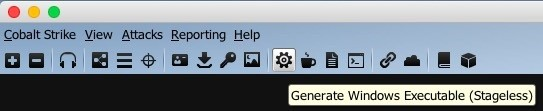 Cobalt Strike View Attacks Reporting Help
Generate Windows Executable (Stageless)